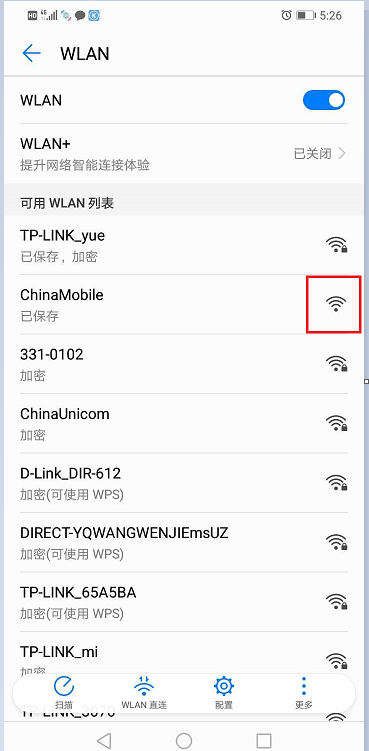 HD 4G 5:26
WLAN
WLAN
WLAN+
提升网络智能连接体验
已关闭
可用 WLAN 列表
TP-LINK_yue
已保存，加密
ChinaMobile
已保存
331-0102
加密
ChinaUnicom
加密
D-Link_DIR-612
加密(可使用 WPS)
DIRECT-YQWANGWENJIEmsUZ
加密(可使用 WPS)
TP-LINK_65A5BA
加密(可使用 WPS)
TP-LINK_mi
加密
扫描 WLAN 直连 配置 更多